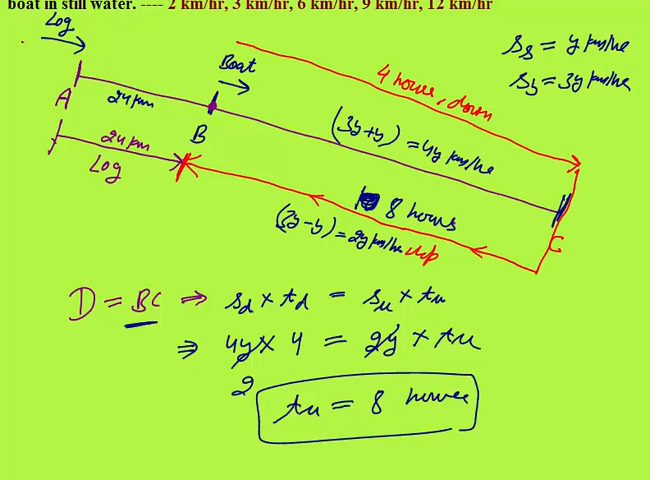 boat in still water. ---- 2 km/hr, 3 km/hr, 6 km/hr, 9 km/hr, 12 km/hr
Log
Boat
4 hours, down
Ss = y km/hr
Sb = 3y km/hr
A
24 km
B
(3y+y) = 4y km/hr
24 km
Log
8 hours
(3y-y) = 2y km/hr up
C
D = BC ⇒ Sd × td = Su × tu
⇒ 4y × 4 = 2y × tu
2
tu = 8 hours